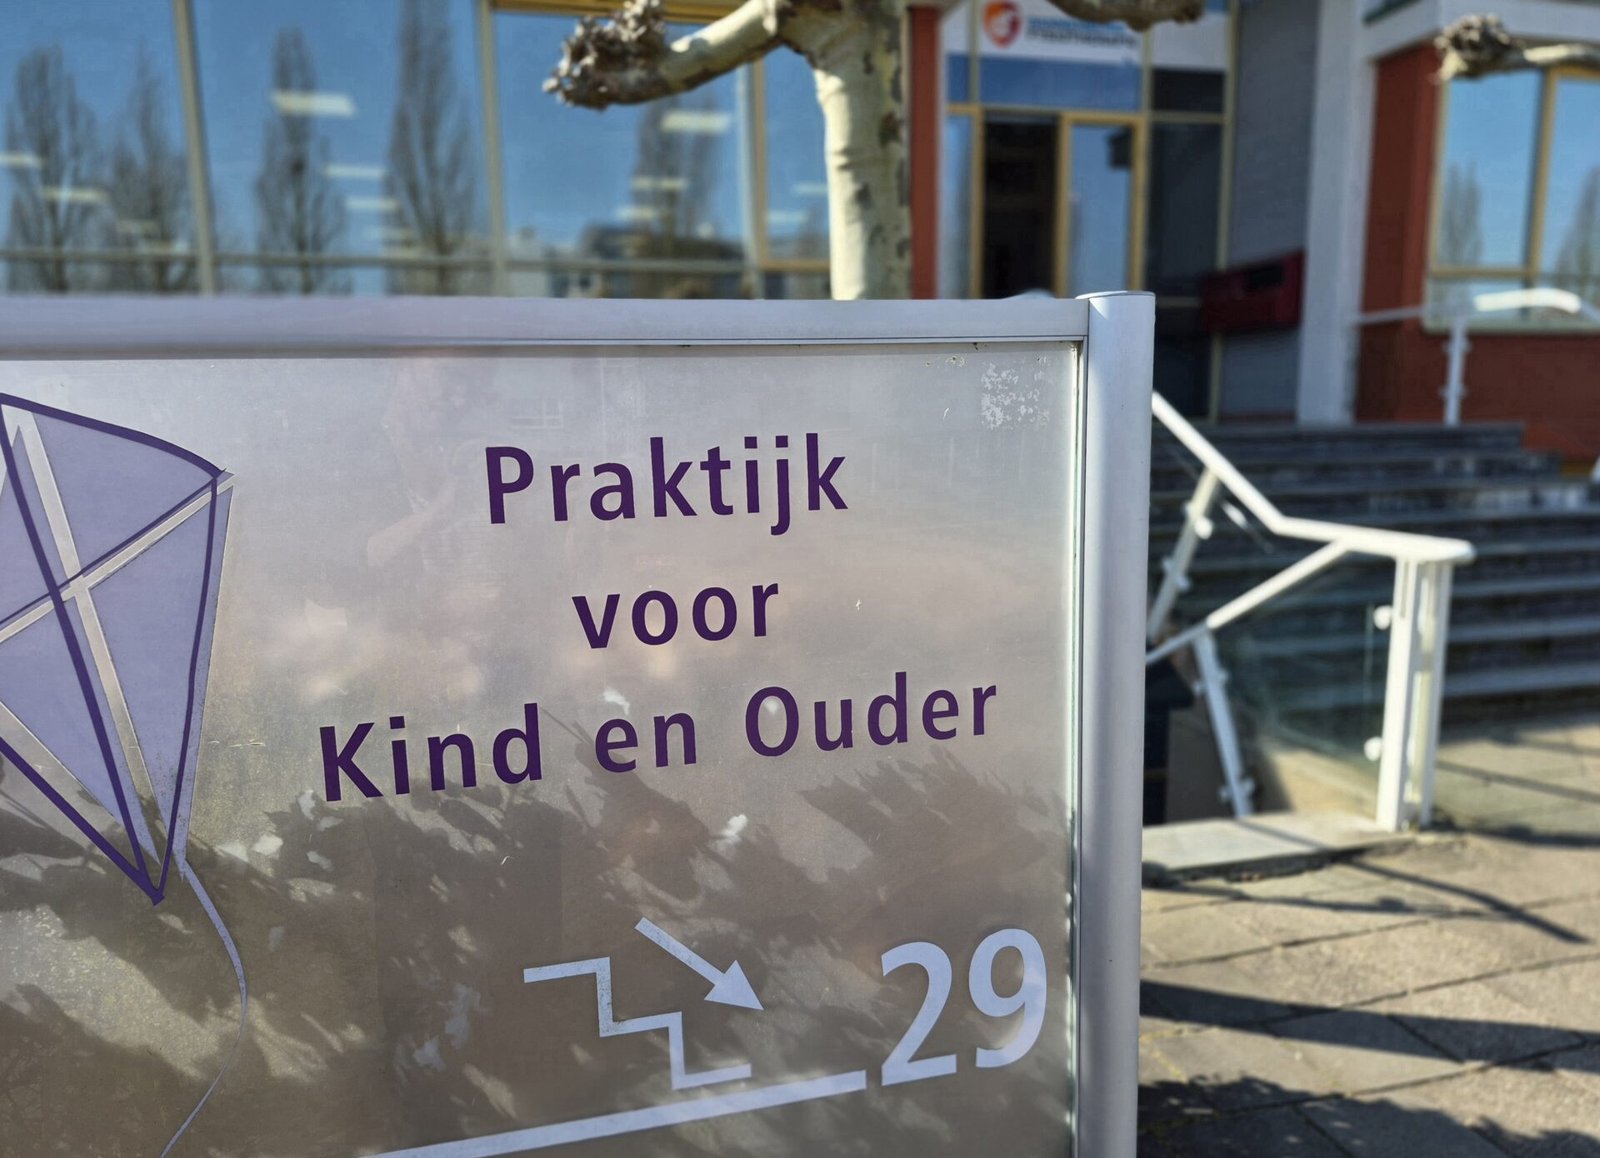 Praktijk
voor
Kind en Ouder
29